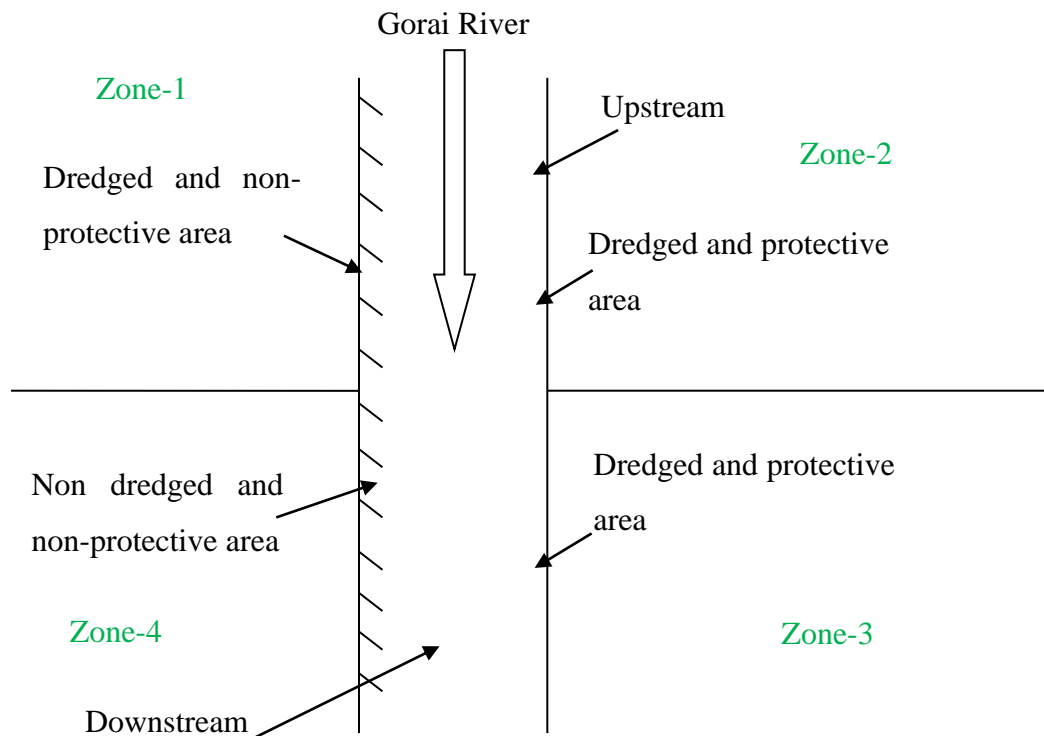 Gorai River
Zone-1
Upstream
Zone-2
Dredged and non-
protective area
Dredged and protective
area
Non dredged and
non-protective area
Dredged and protective
area
Zone-4
Zone-3
Downstream